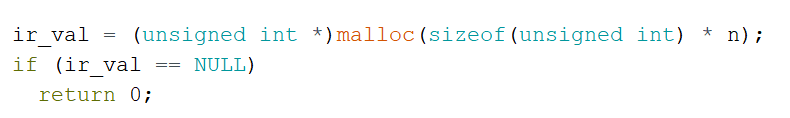 ir_val = (unsigned int *)malloc(sizeof(unsigned int) * n);
if (ir_val == NULL)
  return 0;